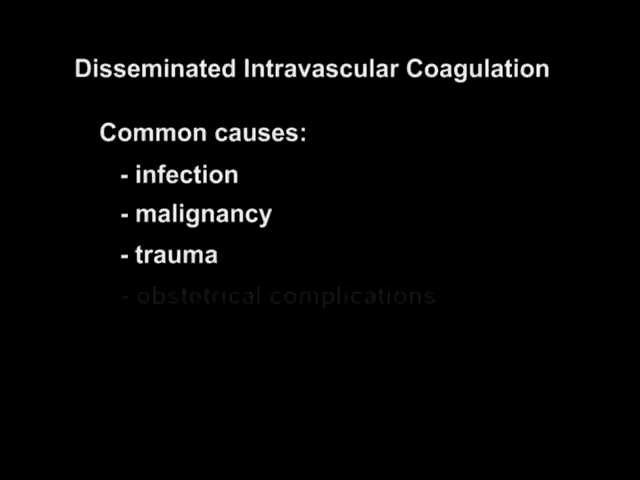 Disseminated Intravascular Coagulation
Common causes:
- infection
- malignancy
- trauma
- obstetrical complications